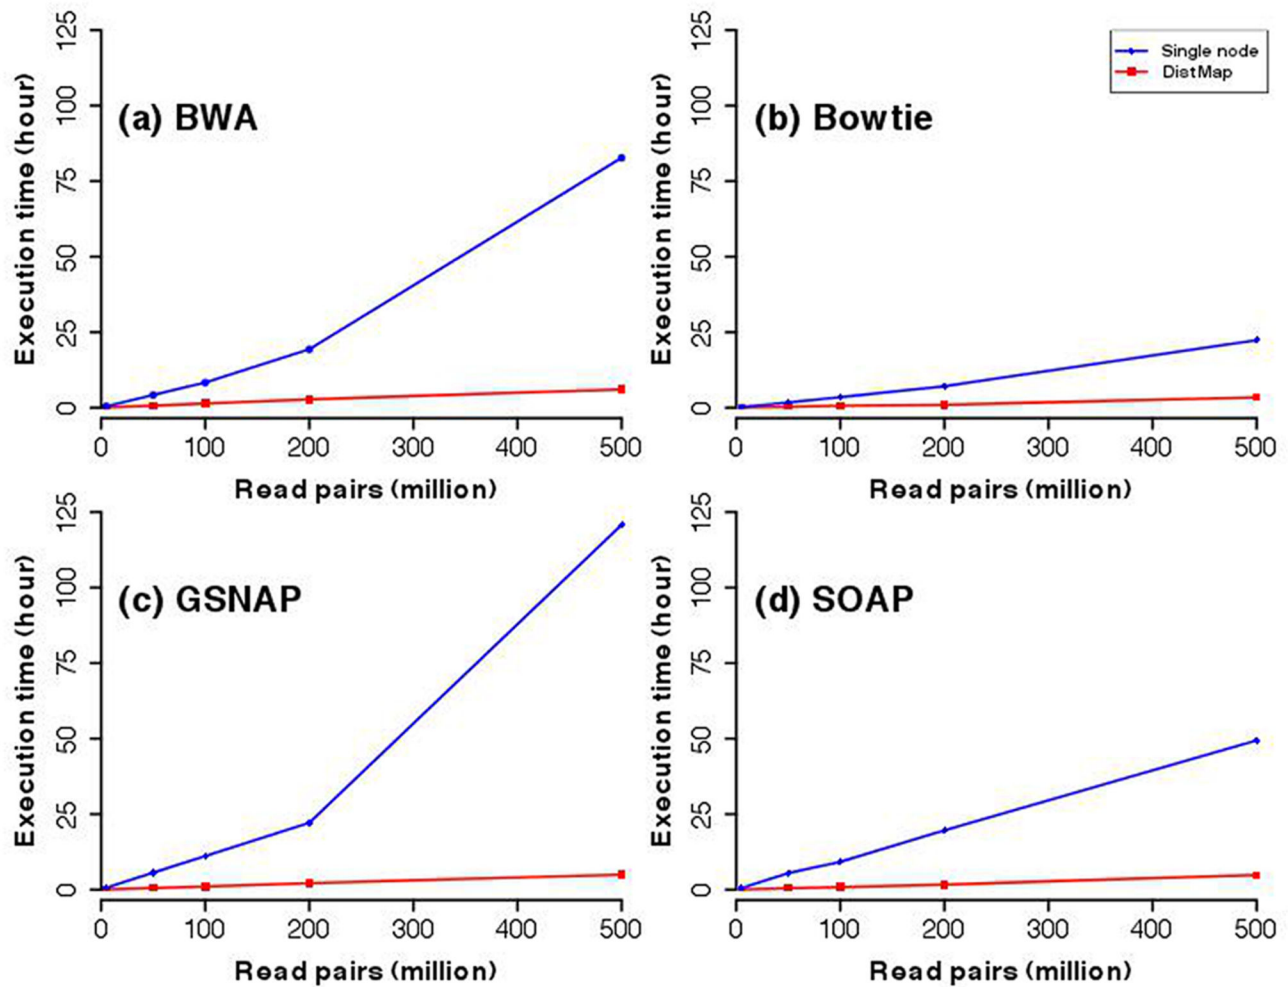 (a) BWA
Execution time (hour)
125
100
75
50
25
0
0 100 200 300 400 500
Read pairs (million)
(b) Bowtie
Single node
DistMap
Execution time (hour)
125
100
75
50
25
0
0 100 200 300 400 500
Read pairs (million)
(c) GSNAP
Execution time (hour)
125
100
75
50
25
0
0 100 200 300 400 500
Read pairs (million)
(d) SOAP
Execution time (hour)
125
100
75
50
25
0
0 100 200 300 400 500
Read pairs (million)